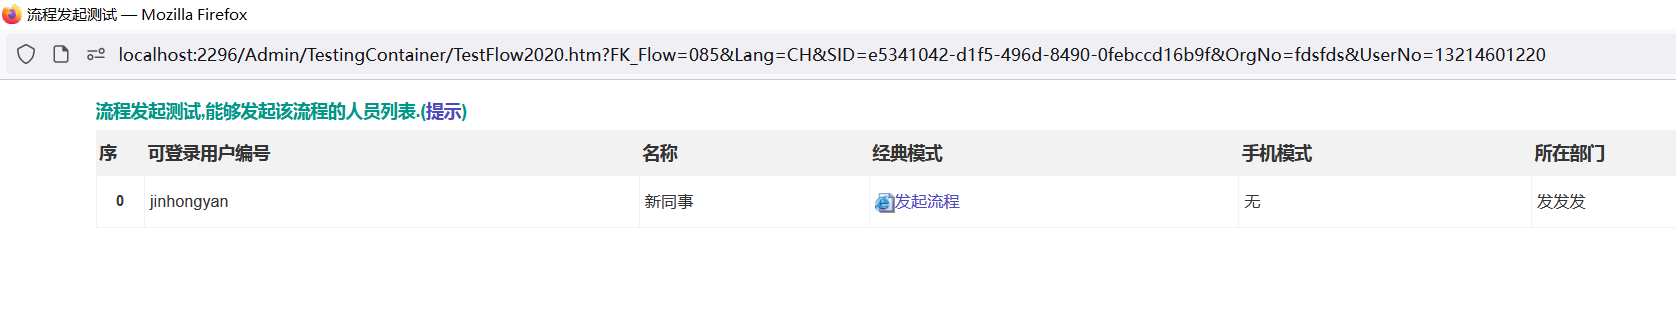 流程发起测试 — Mozilla Firefox
localhost:2296/Admin/TestingContainer/TestFlow2020.htm?FK_Flow=085&Lang=CH&SID=e5341042-d1f5-496d-8490-0febccd16b9f&OrgNo=fdsfds&UserNo=13214601220
流程发起测试,能够发起该流程的人员列表.(提示)
序 可登录用户编号 名称 经典模式 手机模式 所在部门
0 jinhongyan 新同事 发起流程 无 发发发